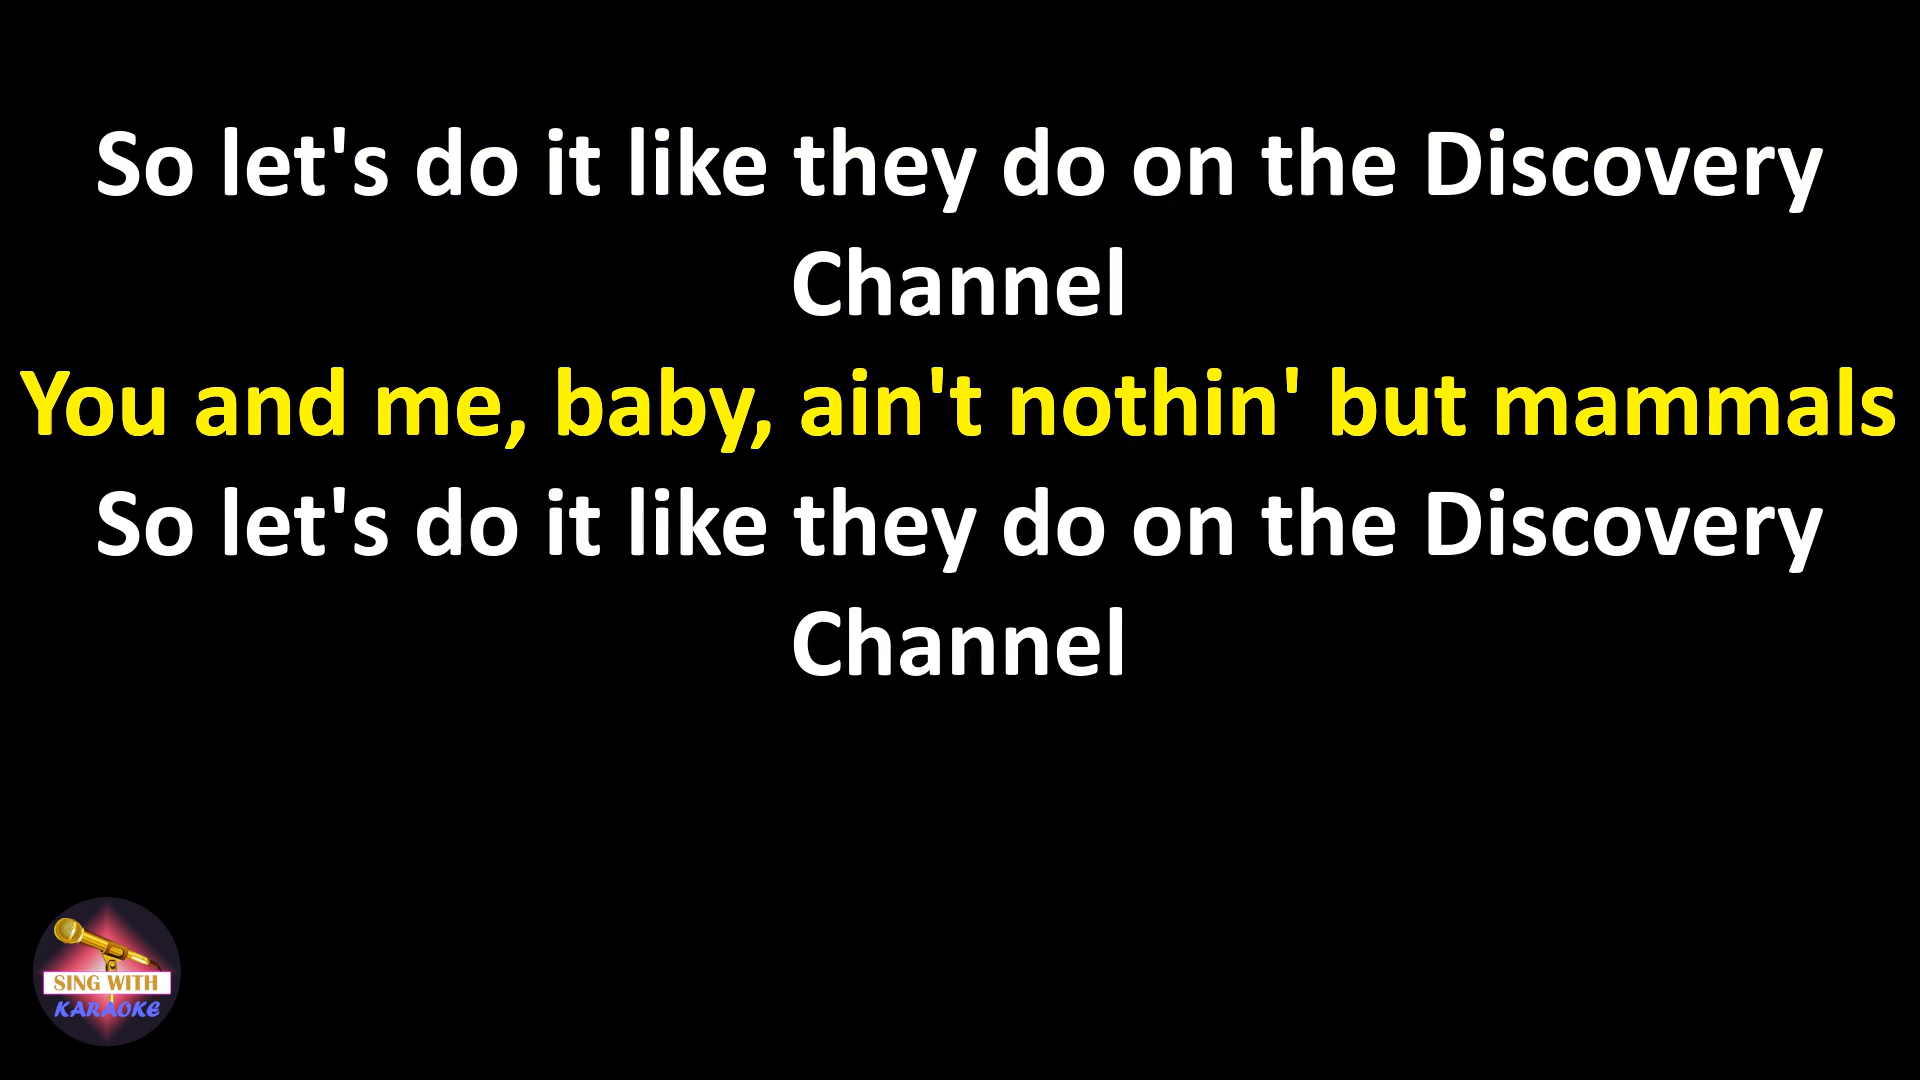 So let's do it like they do on the Discovery
Channel
You and me, baby, ain't nothin' but mammals
So let's do it like they do on the Discovery
Channel
SING WITH
KARAOKE